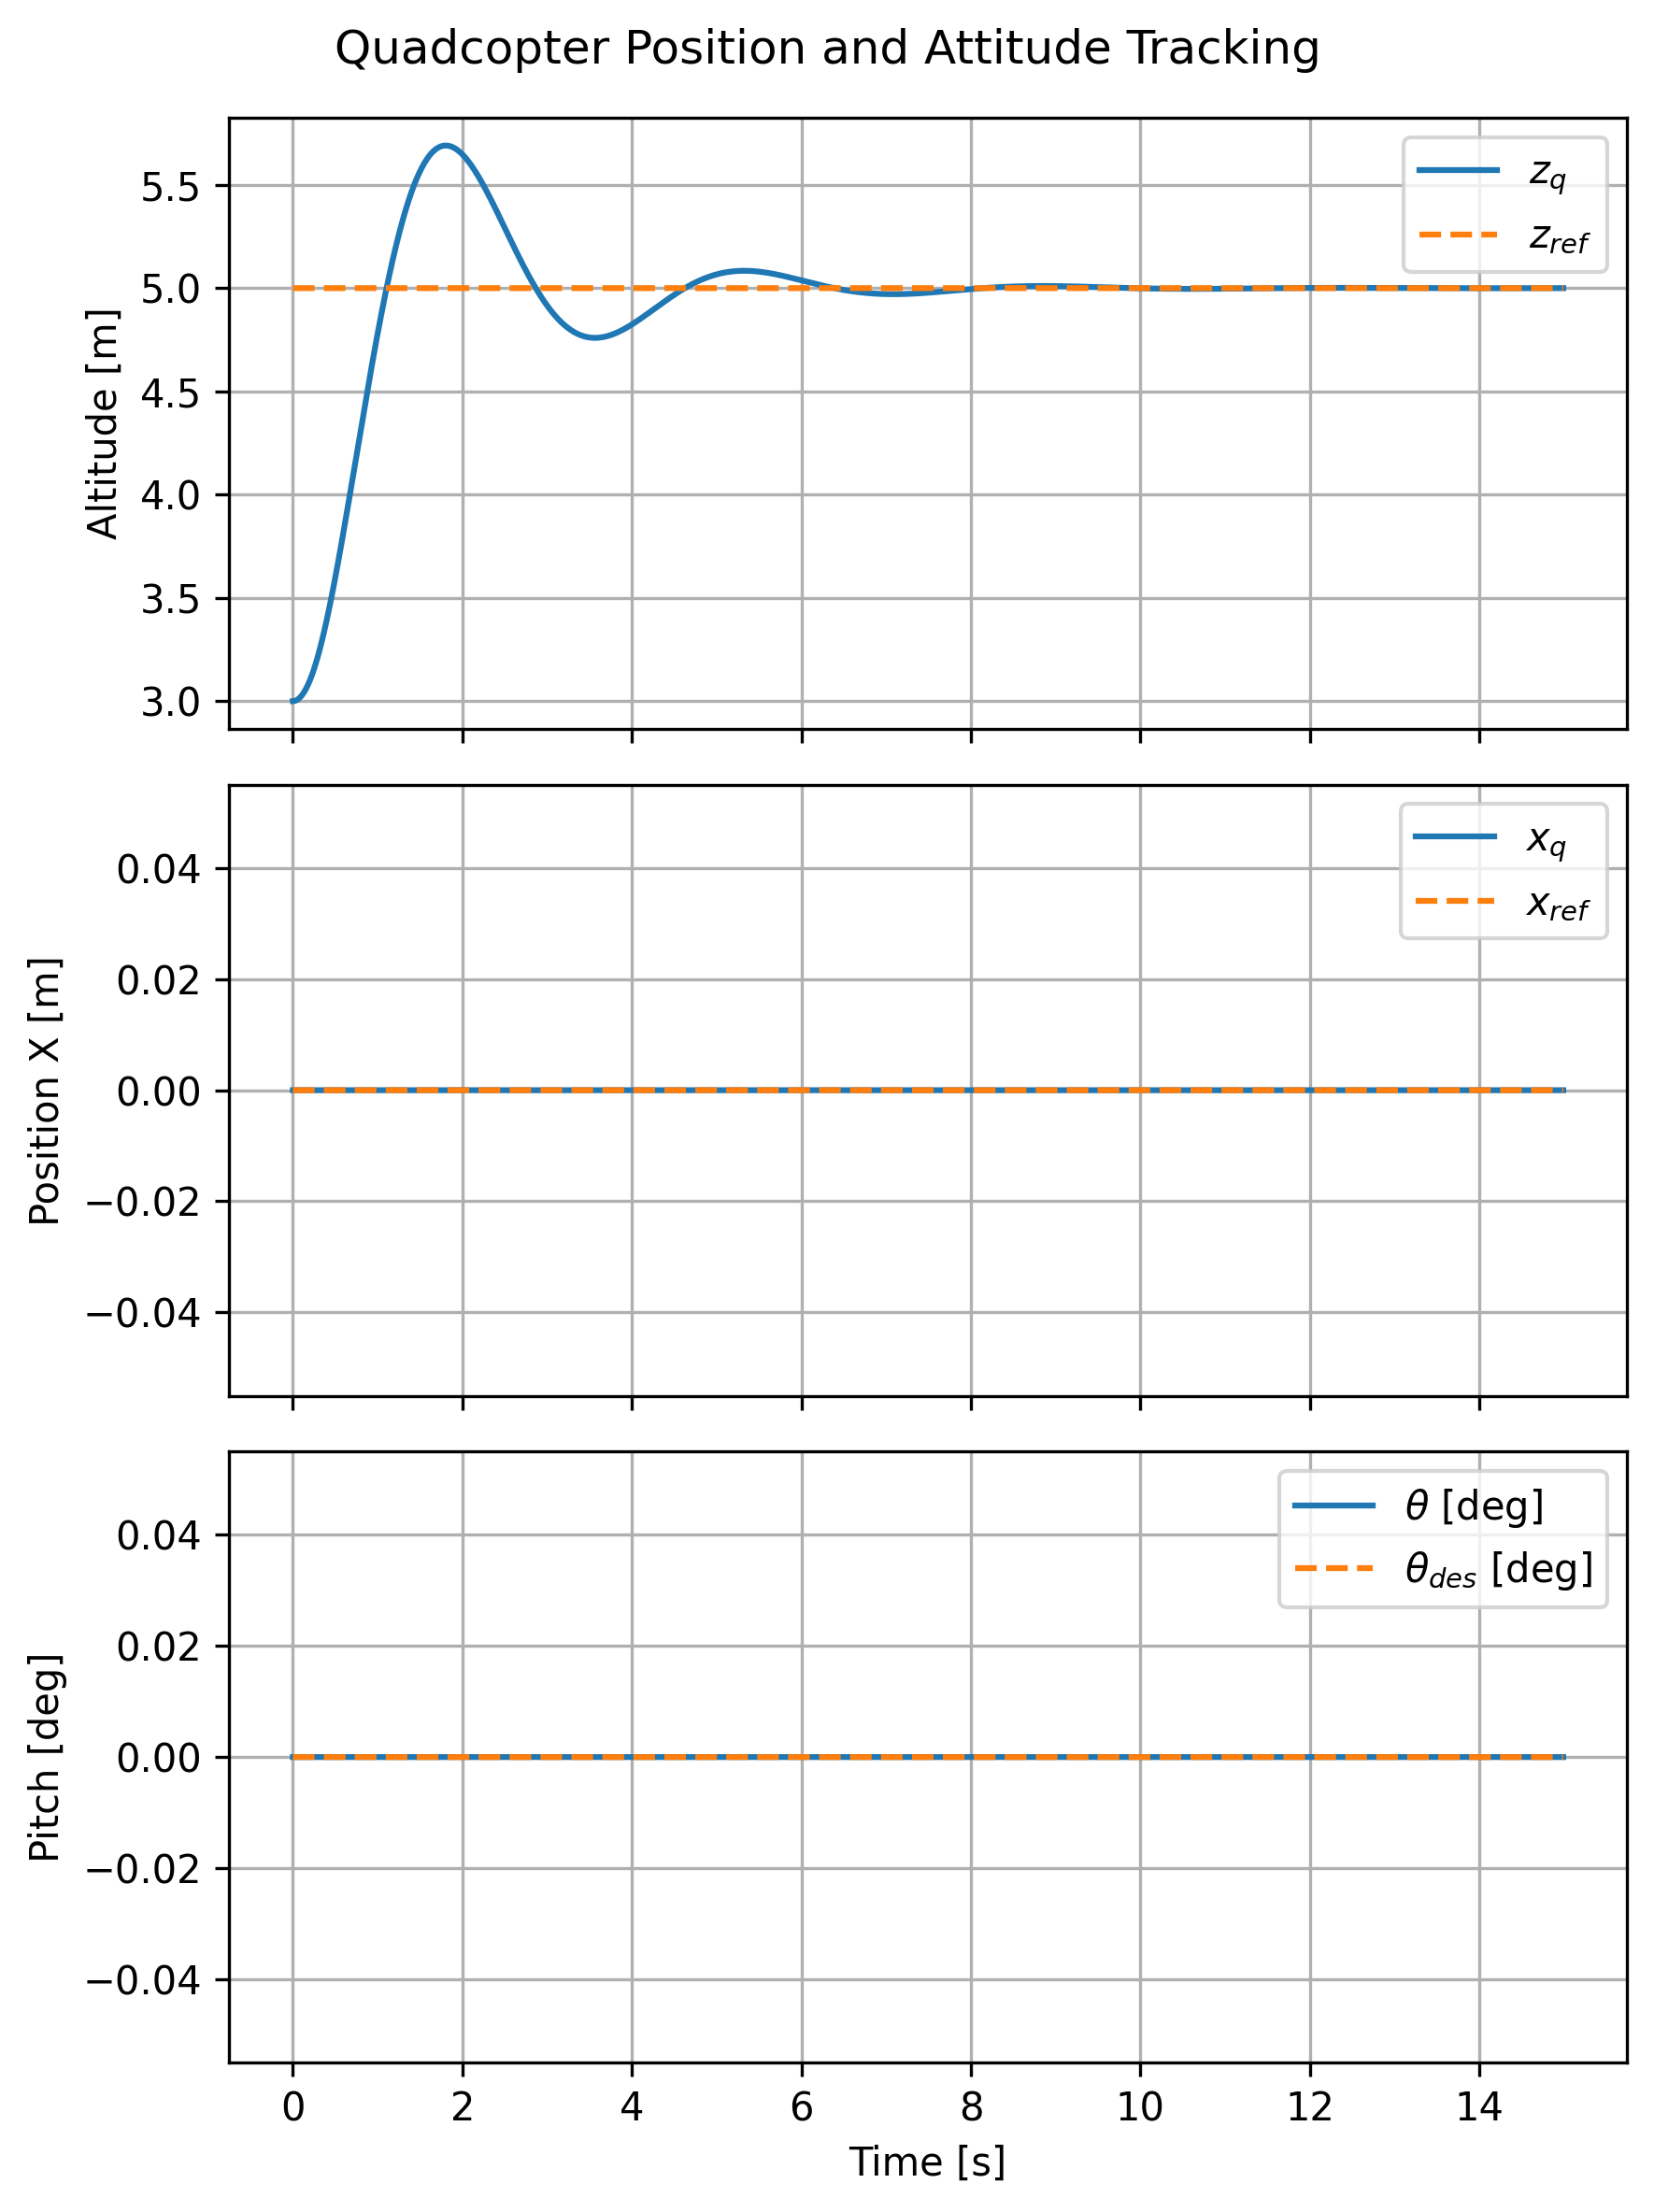 Quadcopter Position and Attitude Tracking
Altitude [m]
5.5
5.0
4.5
4.0
3.5
3.0
z_q
z_ref
Position X [m]
0.04
0.02
0.00
−0.02
−0.04
x_q
x_ref
Pitch [deg]
0.04
0.02
0.00
−0.02
−0.04
θ [deg]
θ_des [deg]
0 2 4 6 8 10 12 14
Time [s]